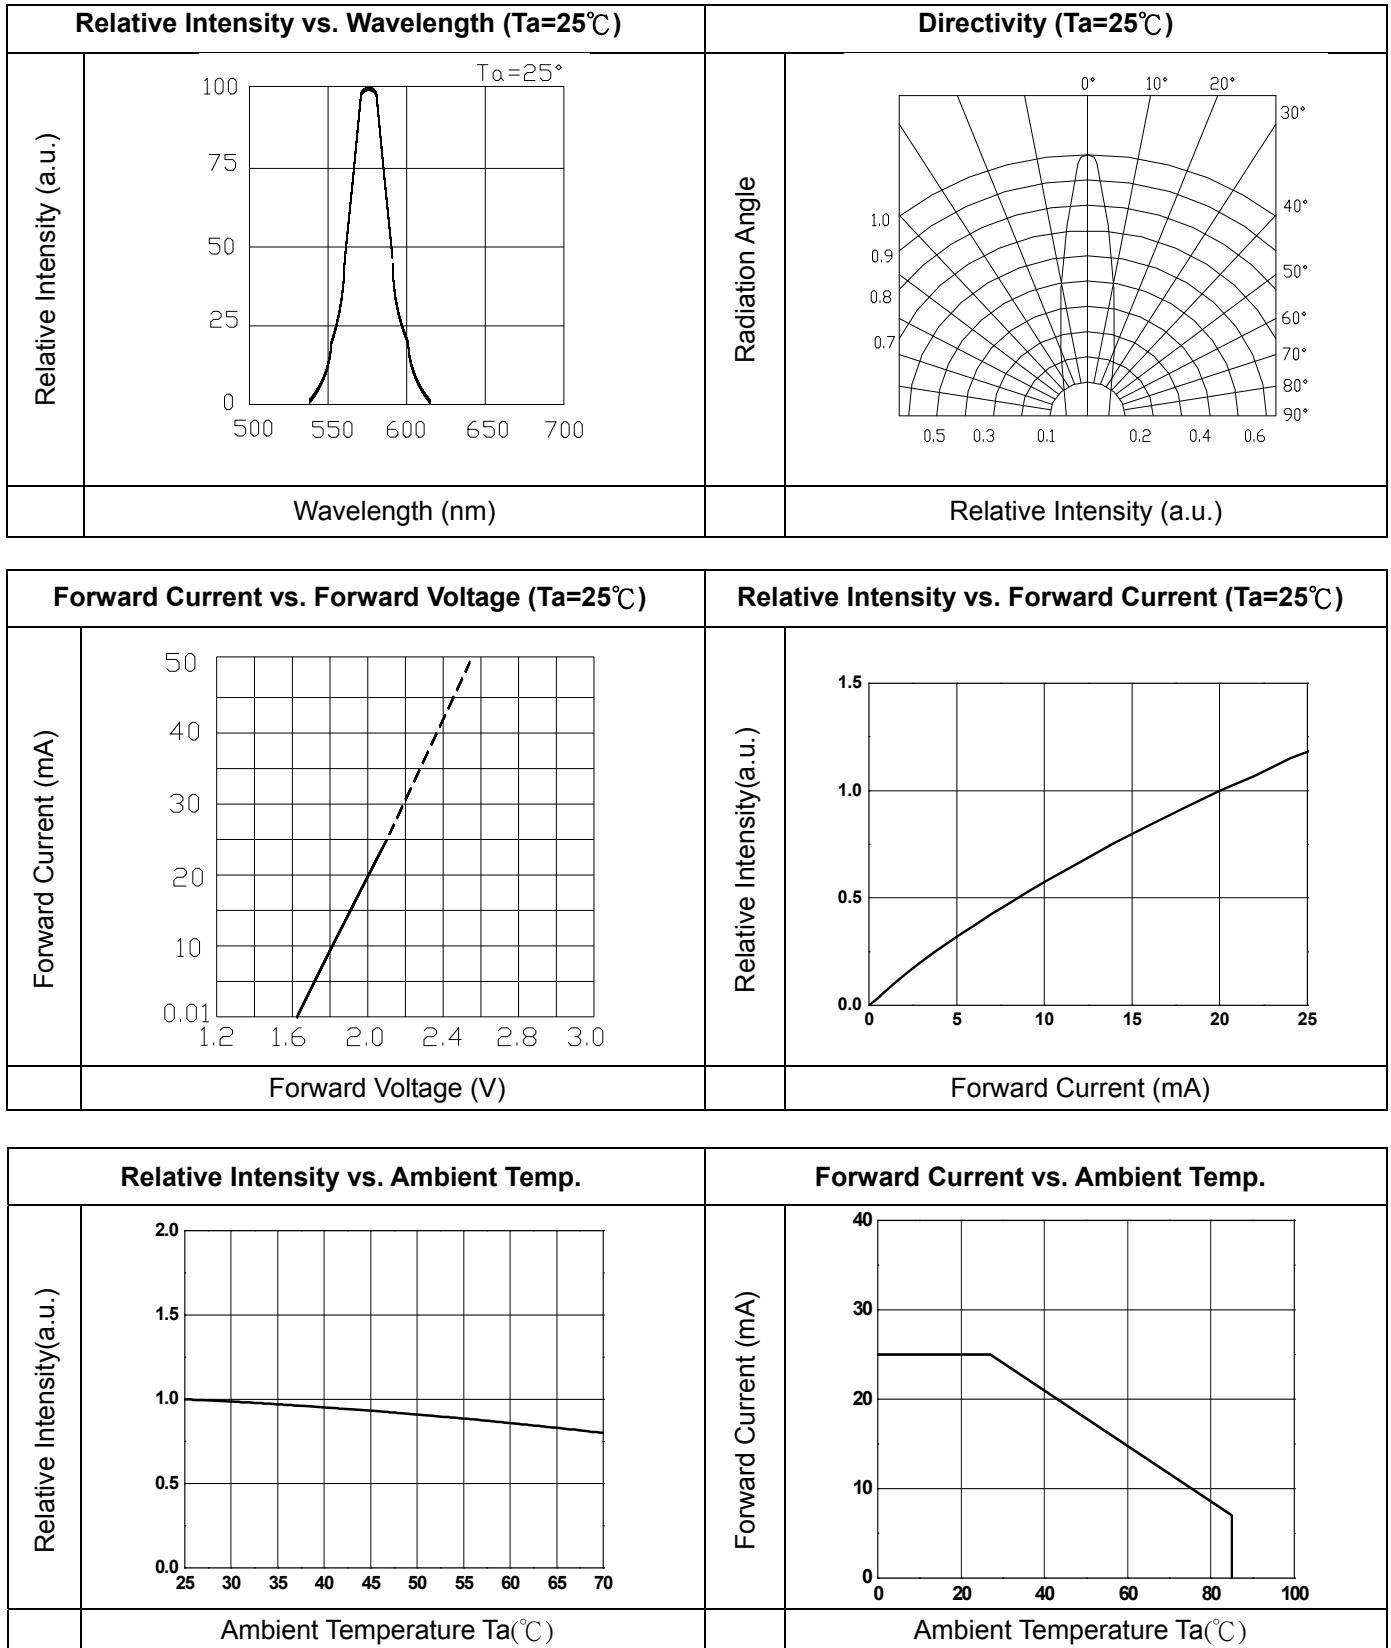 Relative Intensity vs. Wavelength (Ta=25℃)
Directivity (Ta=25℃)
Relative Intensity (a.u.)
Ta=25°
100
75
50
25
0
500 550 600 650 700
Wavelength (nm)
Radiation Angle
0° 10° 20°
30°
40°
50°
60°
70°
80°
90°
1.0
0.9
0.8
0.7
0.5 0.3 0.1 0.2 0.4 0.6
Relative Intensity (a.u.)
Forward Current vs. Forward Voltage (Ta=25℃)
Relative Intensity vs. Forward Current (Ta=25℃)
Forward Current (mA)
50
40
30
20
10
0.01
1.2 1.6 2.0 2.4 2.8 3.0
Forward Voltage (V)
Relative Intensity(a.u.)
1.5
1.0
0.5
0.0
0 5 10 15 20 25
Forward Current (mA)
Relative Intensity vs. Ambient Temp.
Forward Current vs. Ambient Temp.
Relative Intensity(a.u.)
2.0
1.5
1.0
0.5
0.0
25 30 35 40 45 50 55 60 65 70
Ambient Temperature Ta(℃)
Forward Current (mA)
40
30
20
10
0
0 20 40 60 80 100
Ambient Temperature Ta(℃)